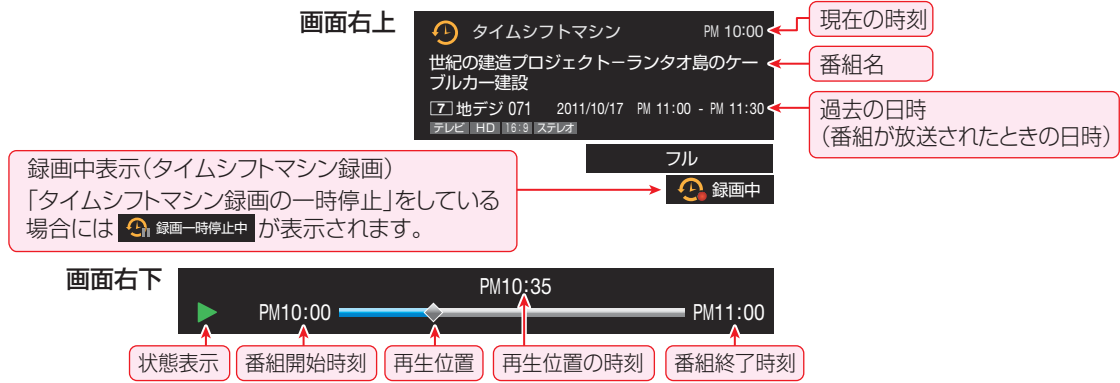 画面右上
タイムシフトマシン PM 10:00
現在の時刻
世紀の建造プロジェクトーランタオ島のケー
ブルカー建設
番組名
7 地デジ 071 2011/10/17 PM 11:00 - PM 11:30
テレビ HD 16:9 ステレオ
過去の日時
(番組が放送されたときの日時)
フル
録画中
録画中表示(タイムシフトマシン録画)
「タイムシフトマシン録画の一時停止」をしている
場合には 録画一時停止中 が表示されます。
画面右下
PM10:35
PM10:00 PM11:00
状態表示 番組開始時刻 再生位置 再生位置の時刻 番組終了時刻